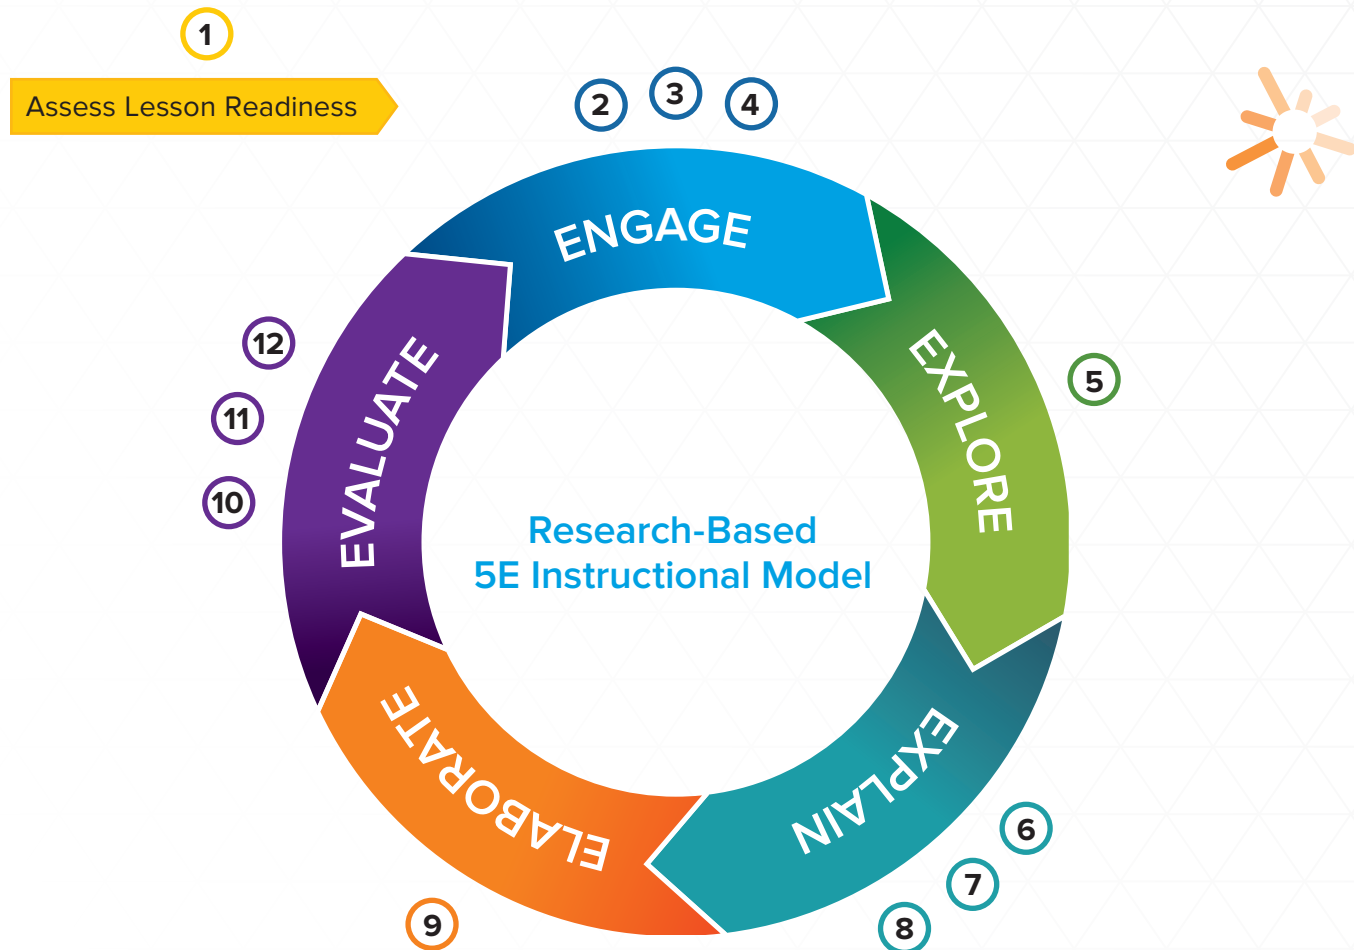 1
Assess Lesson Readiness
2
3
4
ENGAGE
EXPLORE
5
EXPLAIN
6
7
8
ELABORATE
9
EVALUATE
10
11
12
Research-Based
5E Instructional Model